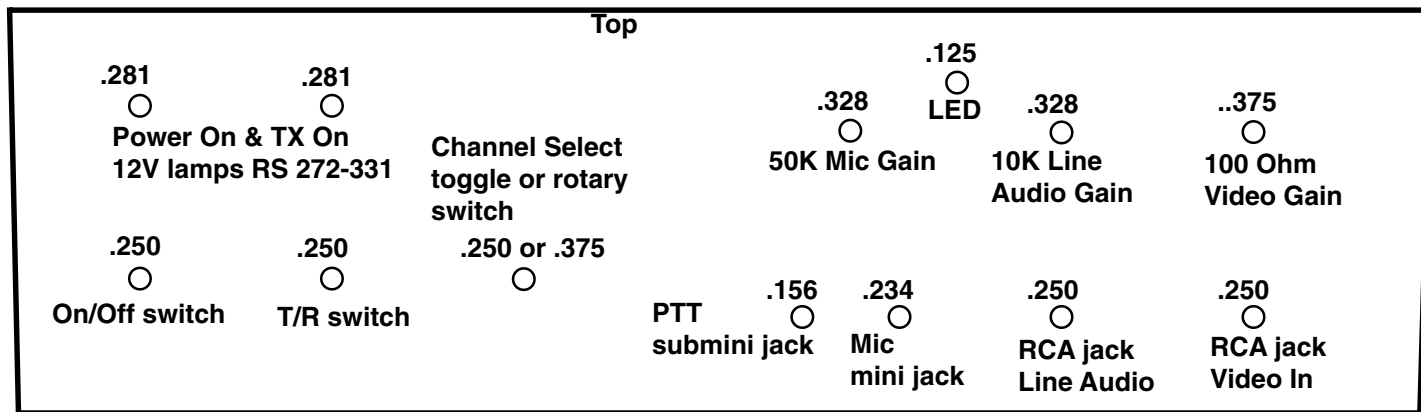 Top
.281
.281
Power On & TX On
12V lamps RS 272-331
Channel Select
toggle or rotary
switch
.328
50K Mic Gain
.125
LED
.328
10K Line
Audio Gain
..375
100 Ohm
Video Gain
.250
On/Off switch
.250
T/R switch
.250 or .375
PTT
submini jack
.156
.234
Mic
mini jack
.250
RCA jack
Line Audio
.250
RCA jack
Video In